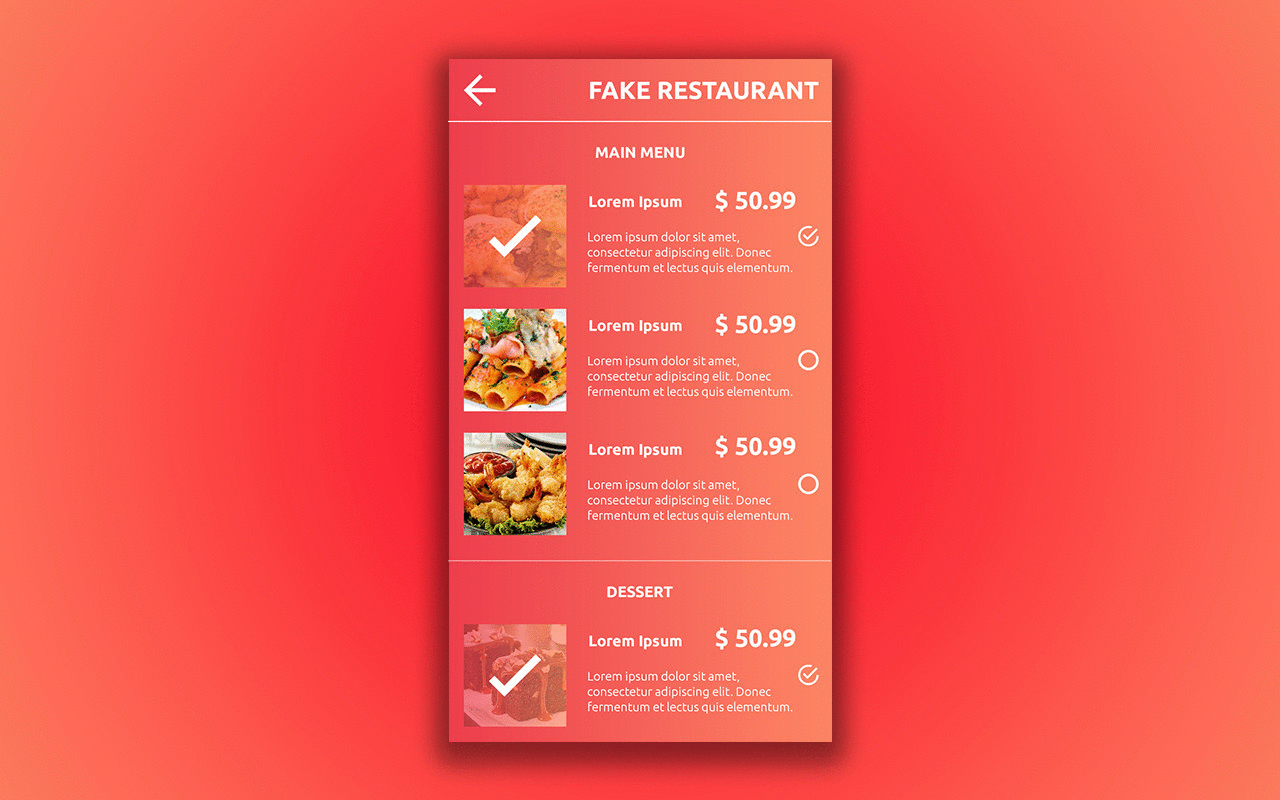 FAKE RESTAURANT
MAIN MENU
Lorem Ipsum $ 50.99
Lorem ipsum dolor sit amet,
consectetur adipiscing elit. Donec
fermentum et lectus quis elementum.
Lorem Ipsum $ 50.99
Lorem ipsum dolor sit amet,
consectetur adipiscing elit. Donec
fermentum et lectus quis elementum.
Lorem Ipsum $ 50.99
Lorem ipsum dolor sit amet,
consectetur adipiscing elit. Donec
fermentum et lectus quis elementum.
DESSERT
Lorem Ipsum $ 50.99
Lorem ipsum dolor sit amet,
consectetur adipiscing elit. Donec
fermentum et lectus quis elementum.